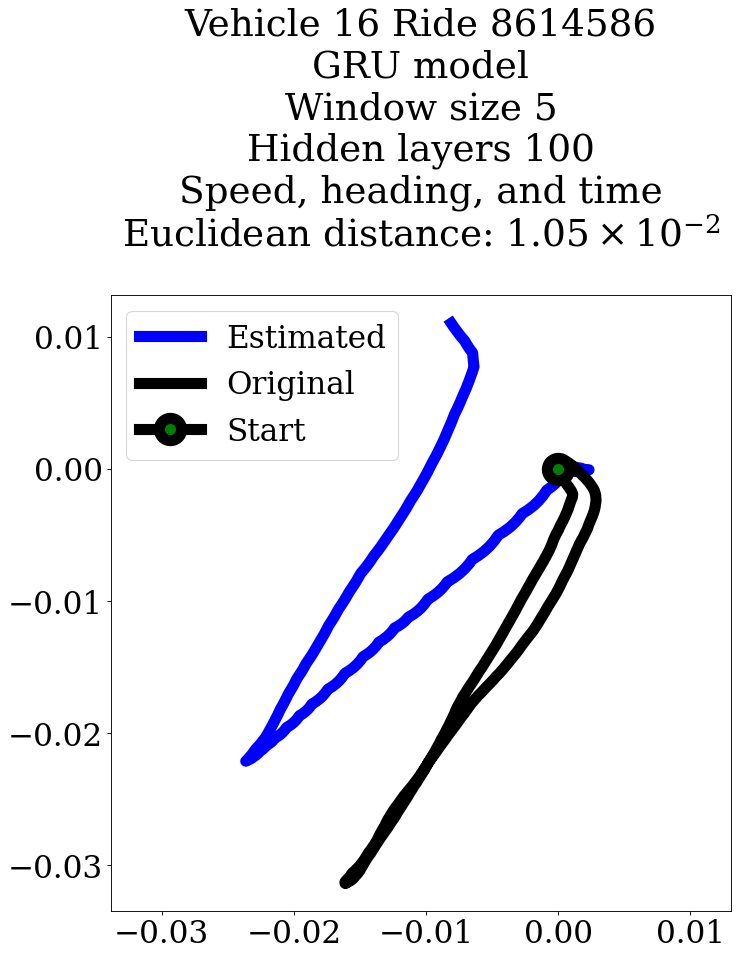 Vehicle 16 Ride 8614586
GRU model
Window size 5
Hidden layers 100
Speed, heading, and time
Euclidean distance: 1.05 × 10⁻²
Estimated
Original
Start
0.01
0.00
−0.01
−0.02
−0.03
−0.03 −0.02 −0.01 0.00 0.01